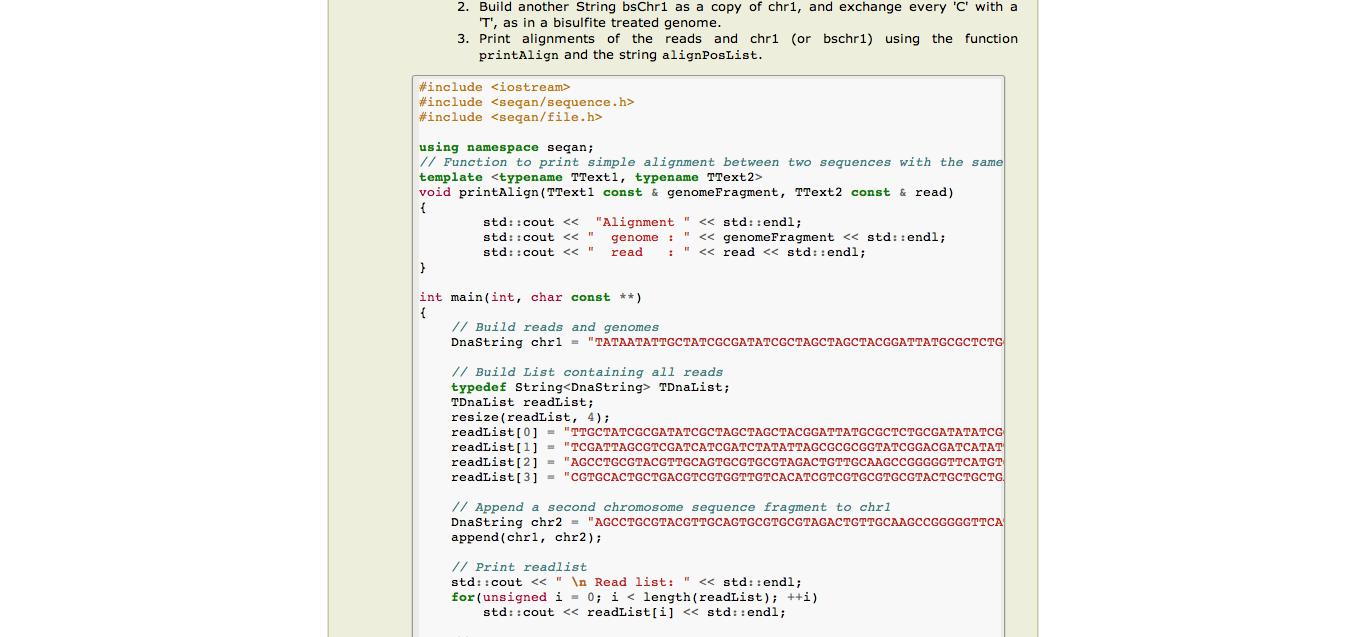 2. Build another String bsChr1 as a copy of chr1, and exchange every 'C' with a
'T', as in a bisulfite treated genome.
3. Print alignments of the reads and chr1 (or bschr1) using the function
printAlign and the string alignPosList.
#include <iostream>
#include <seqan/sequence.h>
#include <seqan/file.h>
using namespace seqan;
// Function to print simple alignment between two sequences with the same
template <typename TText1, typename TText2>
void printAlign(TText1 const & genomeFragment, TText2 const & read)
{
std::cout << "Alignment " << std::endl;
std::cout << " genome : " << genomeFragment << std::endl;
std::cout << " read : " << read << std::endl;
}
int main(int, char const **)
{
// Build reads and genomes
DnaString chr1 = "TATAATATTGCTATCGCGATATCGCTAGCTAGCTACGGATTATGCGCTCTG
// Build List containing all reads
typedef String<DnaString> TDnaList;
TDnaList readList;
resize(readList, 4);
readList[0] = "TTGCTATCGCGATATCGCTAGCTAGCTACGGATTATGCGCTCTGCGATATATCG
readList[1] = "TCGATTAGCGTCGATCATCGATCTATATTAGCGCGCGGTATCGGACGATCATAT
readList[2] = "AGCCTGCGTACGTTGCAGTGCGTGCGTAGACTGTTGCAAGCCGGGGGTTCATGT
readList[3] = "CGTGCACTGCTGACGTCGTGGTTGTCACATCGTCGTGCGTGCGTACTGCTGCTG
// Append a second chromosome sequence fragment to chr1
DnaString chr2 = "AGCCTGCGTACGTTGCAGTGCGTGCGTAGACTGTTGCAAGCCGGGGGTTCA
append(chr1, chr2);
// Print readlist
std::cout << " \n Read list: " << std::endl;
for(unsigned i = 0; i < length(readList); ++i)
std::cout << readList[i] << std::endl;